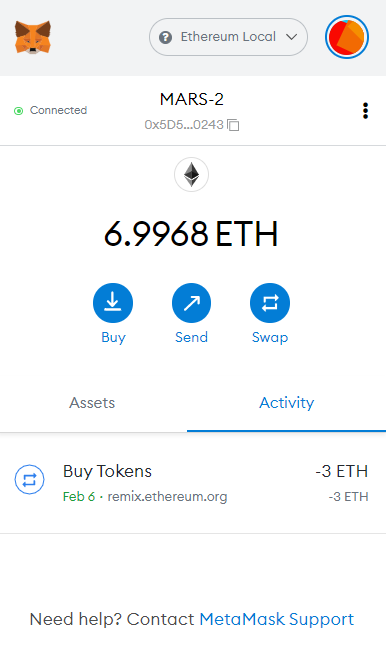 Ethereum Local
Connected
MARS-2
0x5D5...0243
6.9968 ETH
Buy
Send
Swap
Assets
Activity
Buy Tokens
-3 ETH
Feb 6 · remix.ethereum.org
-3 ETH
Need help? Contact MetaMask Support